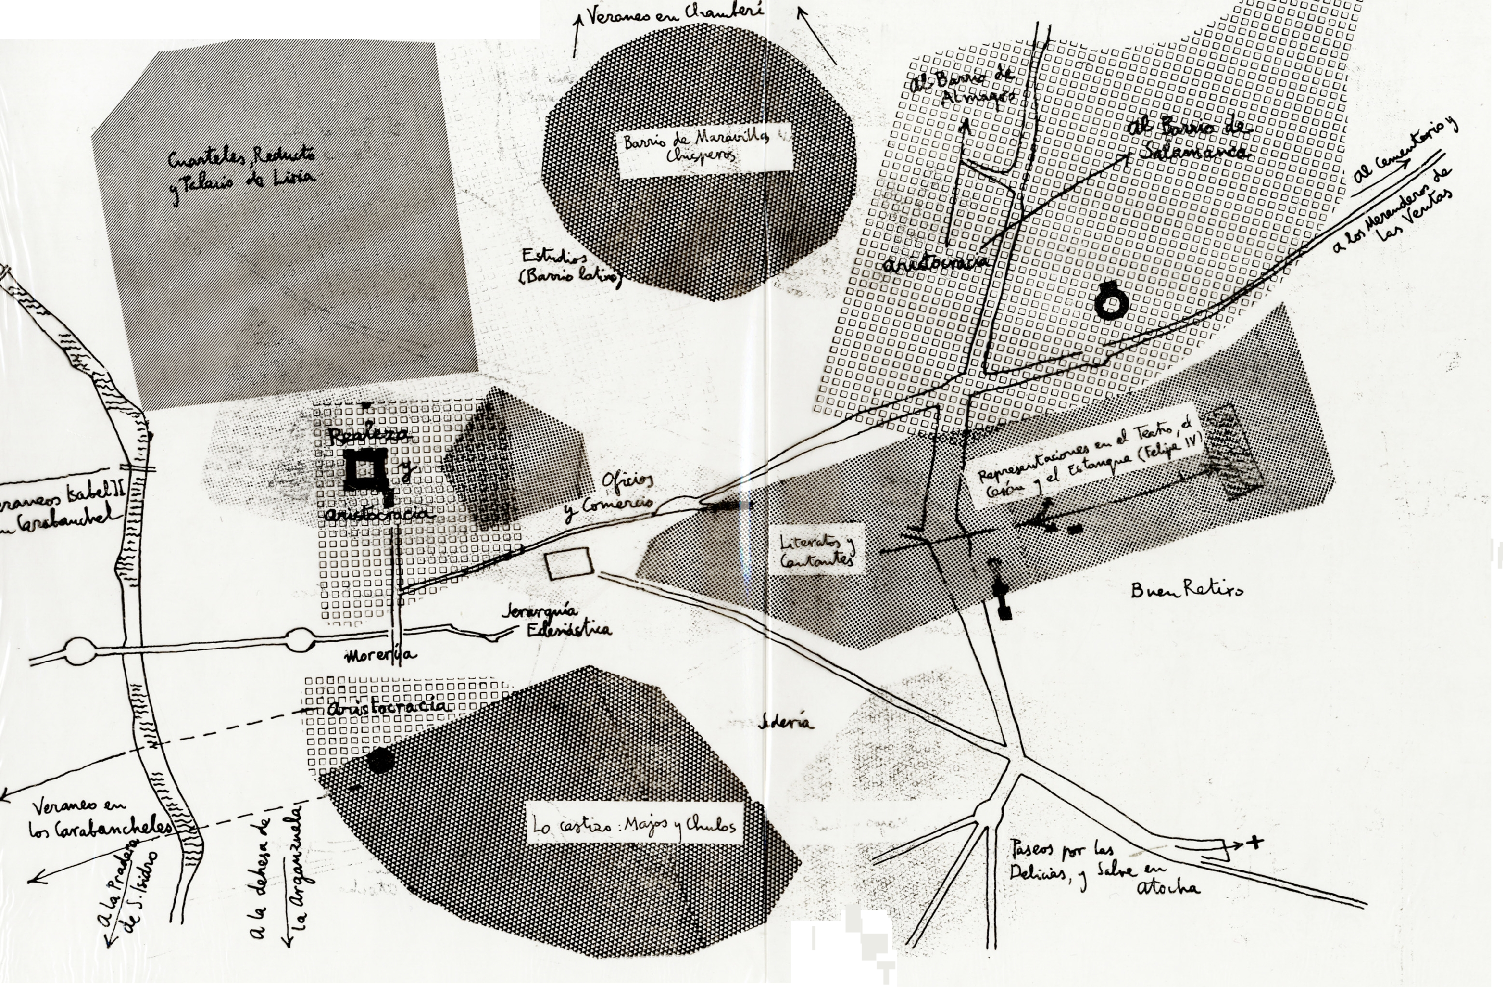 Veraneo en Chamberí
Al Barrio de
Almagro
Al Barrio de
Salamanca
Al Cementerio y
a los Merenderos de
Las Ventas
Cuarteles, Reducto
y Palacio de Liria
Barrio de Maravillas
Chisperos
Estudios
(Barrio latino)
aristocracia
Realeza
y
aristocracia
Veraneos Isabel II
en Carabanchel
Oficios
y Comercio
Representaciones en el Teatro, el
Casón y el Estanque (Felipe IV)
Literatos y
Cantantes
Buen Retiro
Jerarquía
Eclesiástica
Morería
Aristocracia
Lo castizo: Majos y Chulos
Veraneo en
los Carabancheles
A la Pradera
de S. Isidro
A la dehesa de
la Arganzuela
Paseos por las
Delicias, y Salve en
Atocha